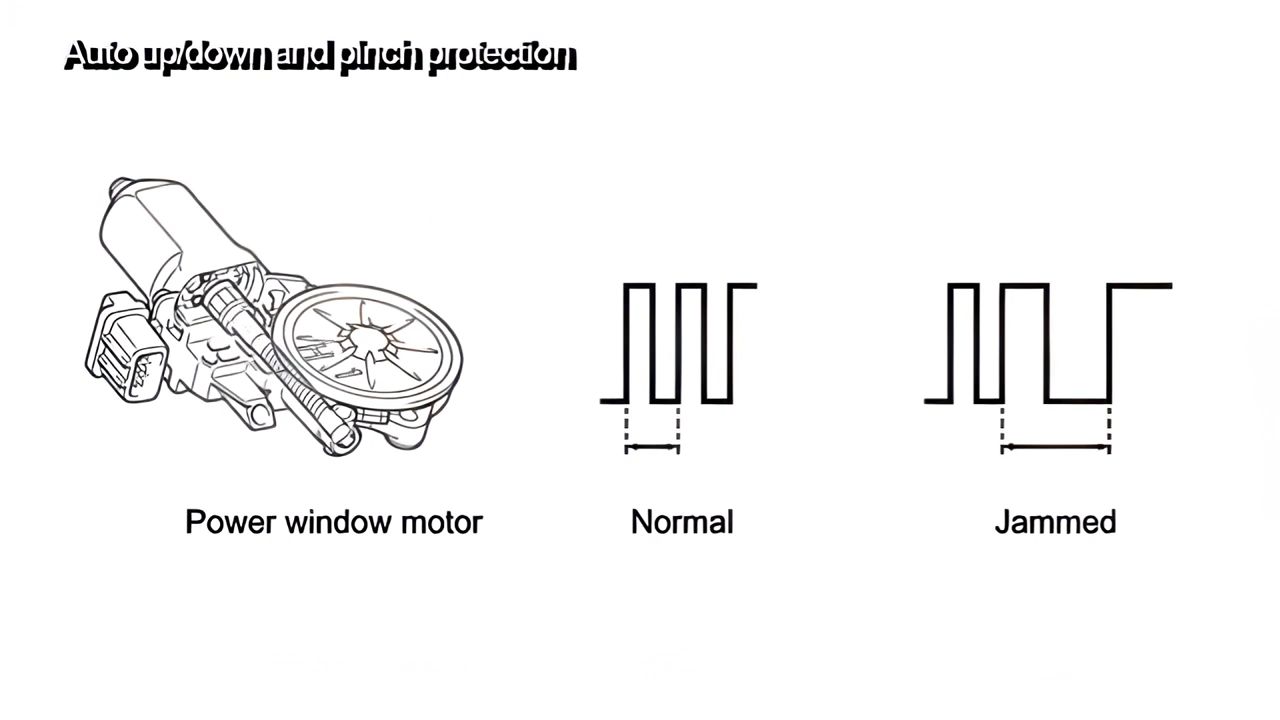 Auto up/down and pinch protection
Power window motor
Normal
Jammed